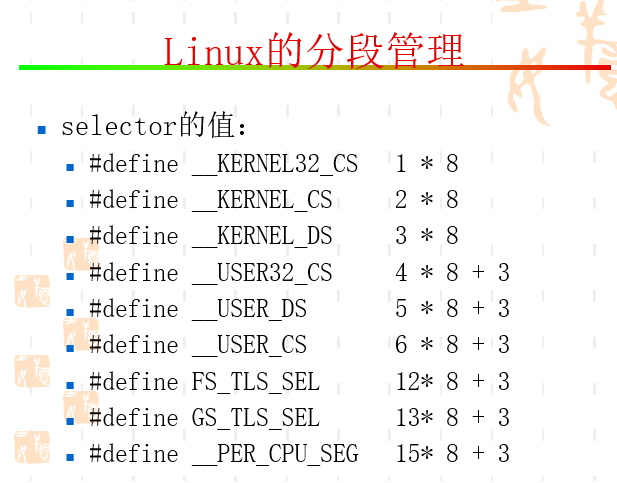 Linux的分段管理
selector的值：
#define __KERNEL32_CS 1 * 8
#define __KERNEL_CS 2 * 8
#define __KERNEL_DS 3 * 8
#define __USER32_CS 4 * 8 + 3
#define __USER_DS 5 * 8 + 3
#define __USER_CS 6 * 8 + 3
#define FS_TLS_SEL 12* 8 + 3
#define GS_TLS_SEL 13* 8 + 3
#define __PER_CPU_SEG 15* 8 + 3